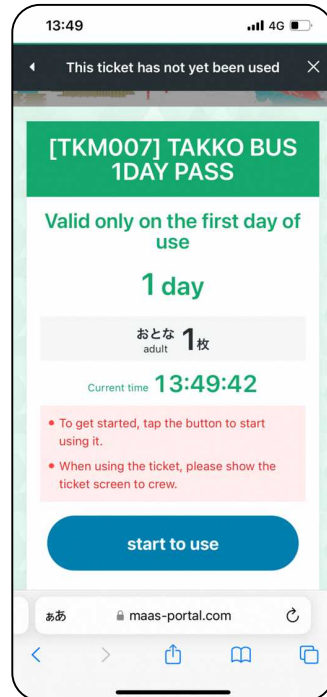 13:49
4G
This ticket has not yet been used
[TKM007] TAKKO BUS
1DAY PASS
Valid only on the first day of
use
1 day
おとな 1枚
adult
Current time 13:49:42
• To get started, tap the button to start
using it.
• When using the ticket, please show the
ticket screen to crew.
start to use
ああ maas-portal.com